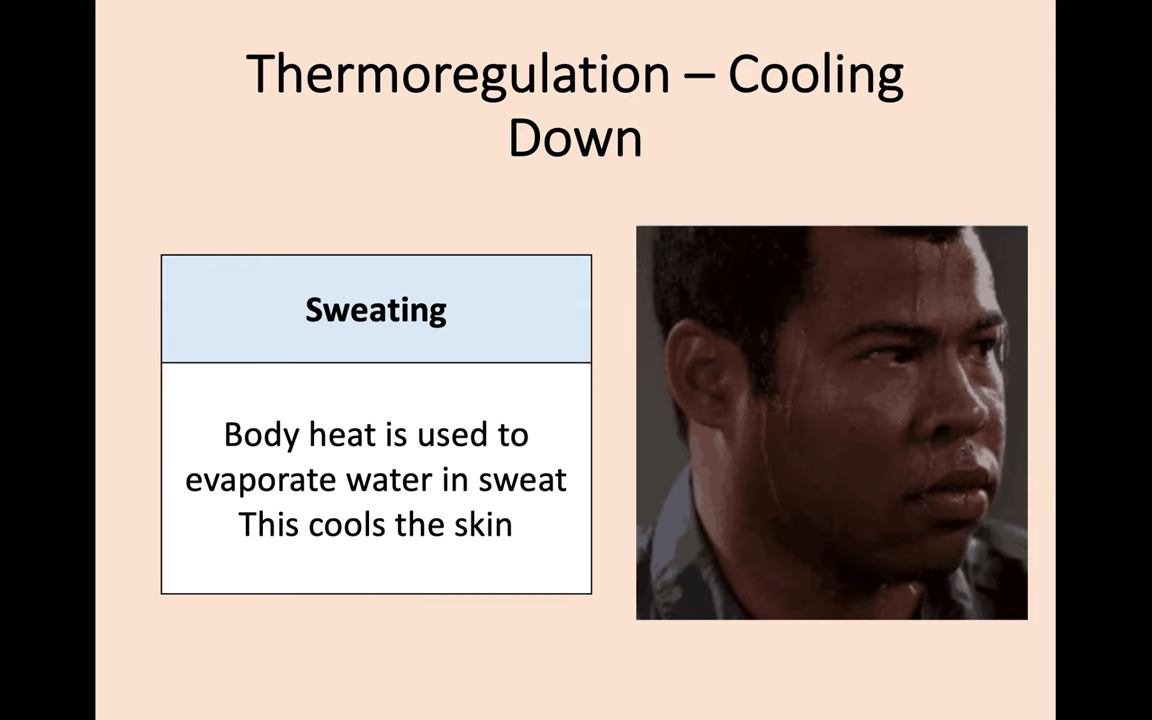 Thermoregulation – Cooling
Down
Sweating
Body heat is used to
evaporate water in sweat
This cools the skin